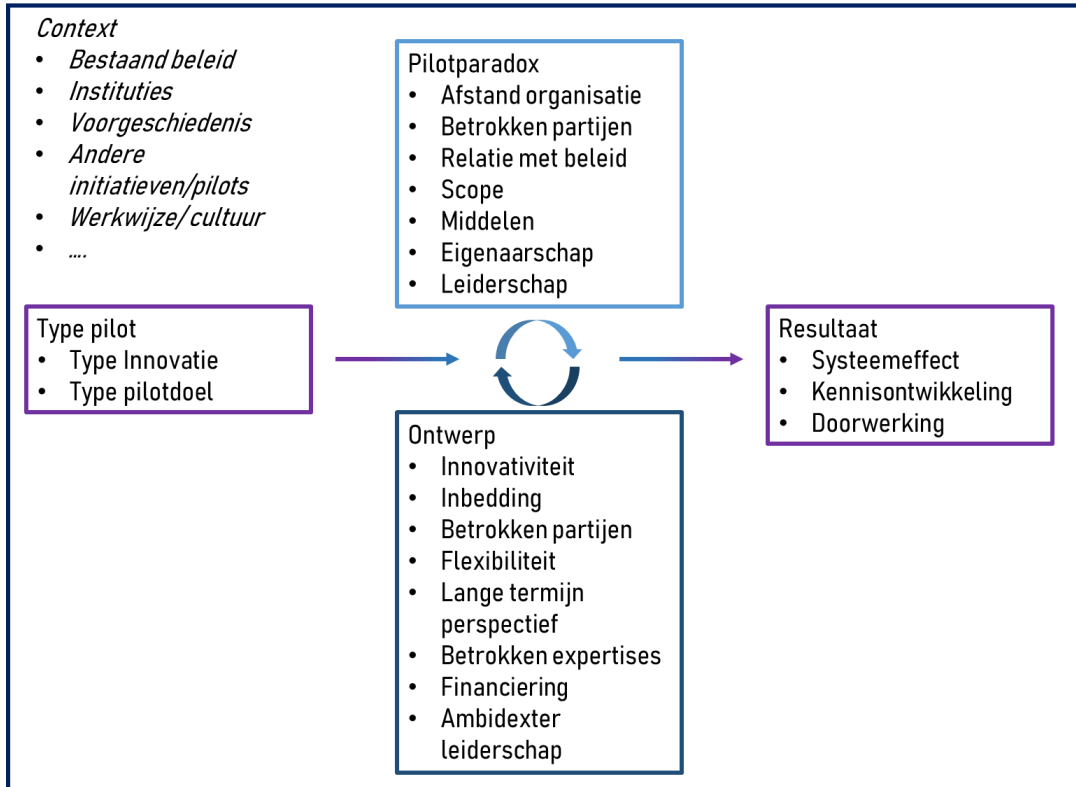 Context
• Bestaand beleid
• Instituties
• Voorgeschiedenis
• Andere
initiatieven/pilots
• Werkwijze/ cultuur
• ....
Pilotparadox
• Afstand organisatie
• Betrokken partijen
• Relatie met beleid
• Scope
• Middelen
• Eigenaarschap
• Leiderschap
Type pilot
• Type Innovatie
• Type pilotdoel
Resultaat
• Systeemeffect
• Kennisontwikkeling
• Doorwerking
Ontwerp
• Innovativiteit
• Inbedding
• Betrokken partijen
• Flexibiliteit
• Lange termijn
perspectief
• Betrokken expertises
• Financiering
• Ambidexter
leiderschap